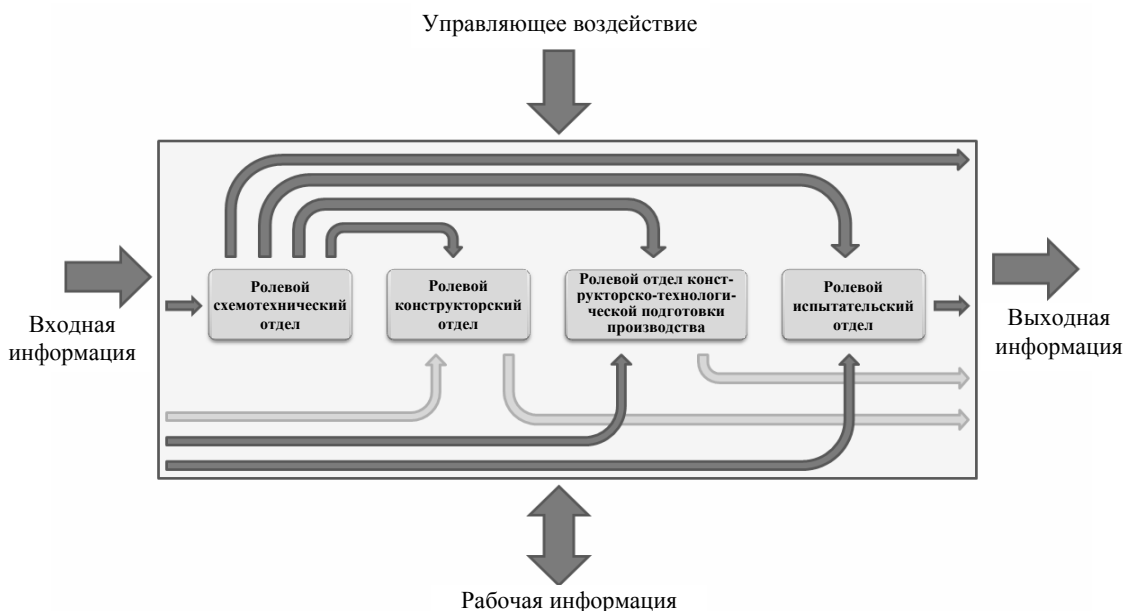 Управляющее воздействие
Ролевой
схемотехнический
отдел
Ролевой
конструкторский
отдел
Ролевой отдел конст-
рукторско-технологи-
ческой подготовки
производства
Ролевой
испытательский
отдел
Входная
информация
Выходная
информация
Рабочая информация